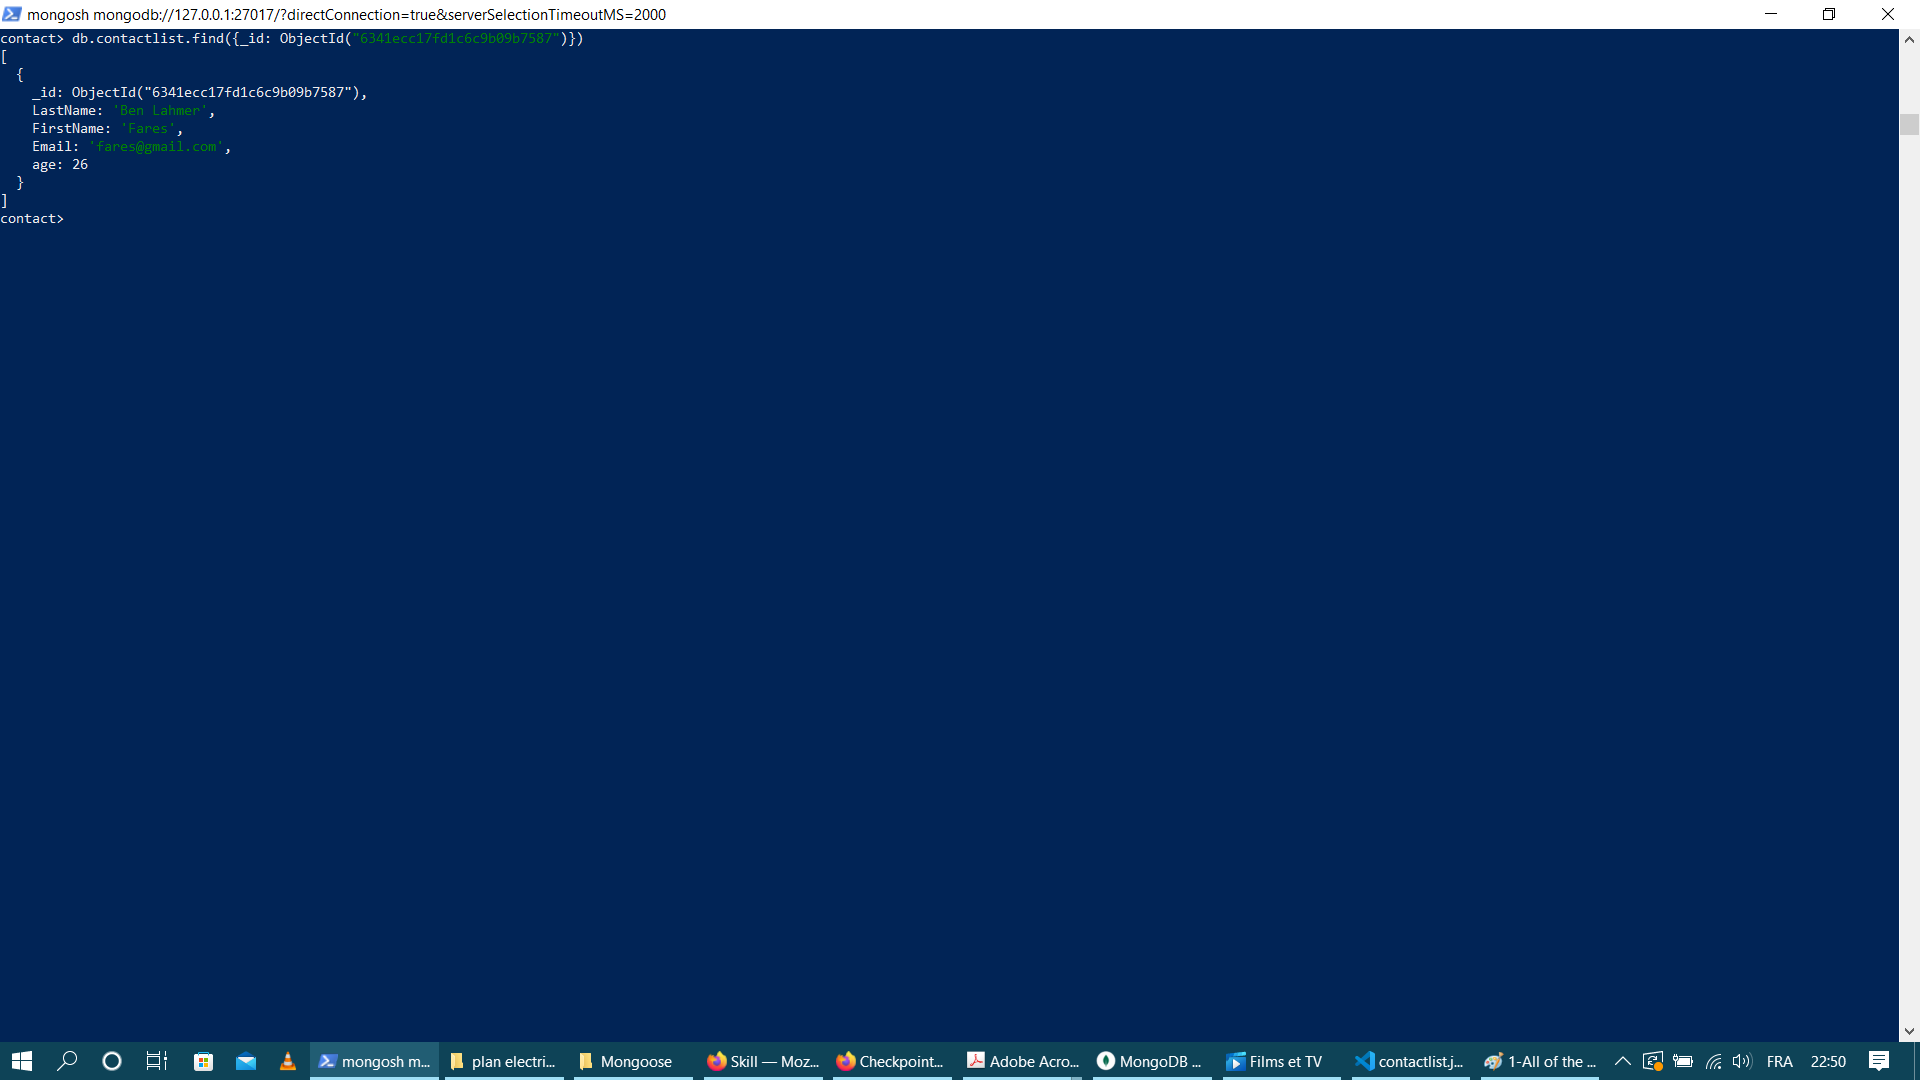 mongosh mongodb://127.0.0.1:27017/?directConnection=true&serverSelectionTimeoutMS=2000
contact> db.contactlist.find({_id: ObjectId("6341ecc17fd1c6c9b09b7587")})
[
  {
    _id: ObjectId("6341ecc17fd1c6c9b09b7587"),
    LastName: 'Ben Lahmer',
    FirstName: 'Fares',
    Email: 'fares@gmail.com',
    age: 26
  }
]
contact>
mongosh m... plan electri... Mongoose Skill — Moz... Checkpoint... Adobe Acro... MongoDB ... Films et TV contactlist.j... 1-All of the ... FRA 22:50